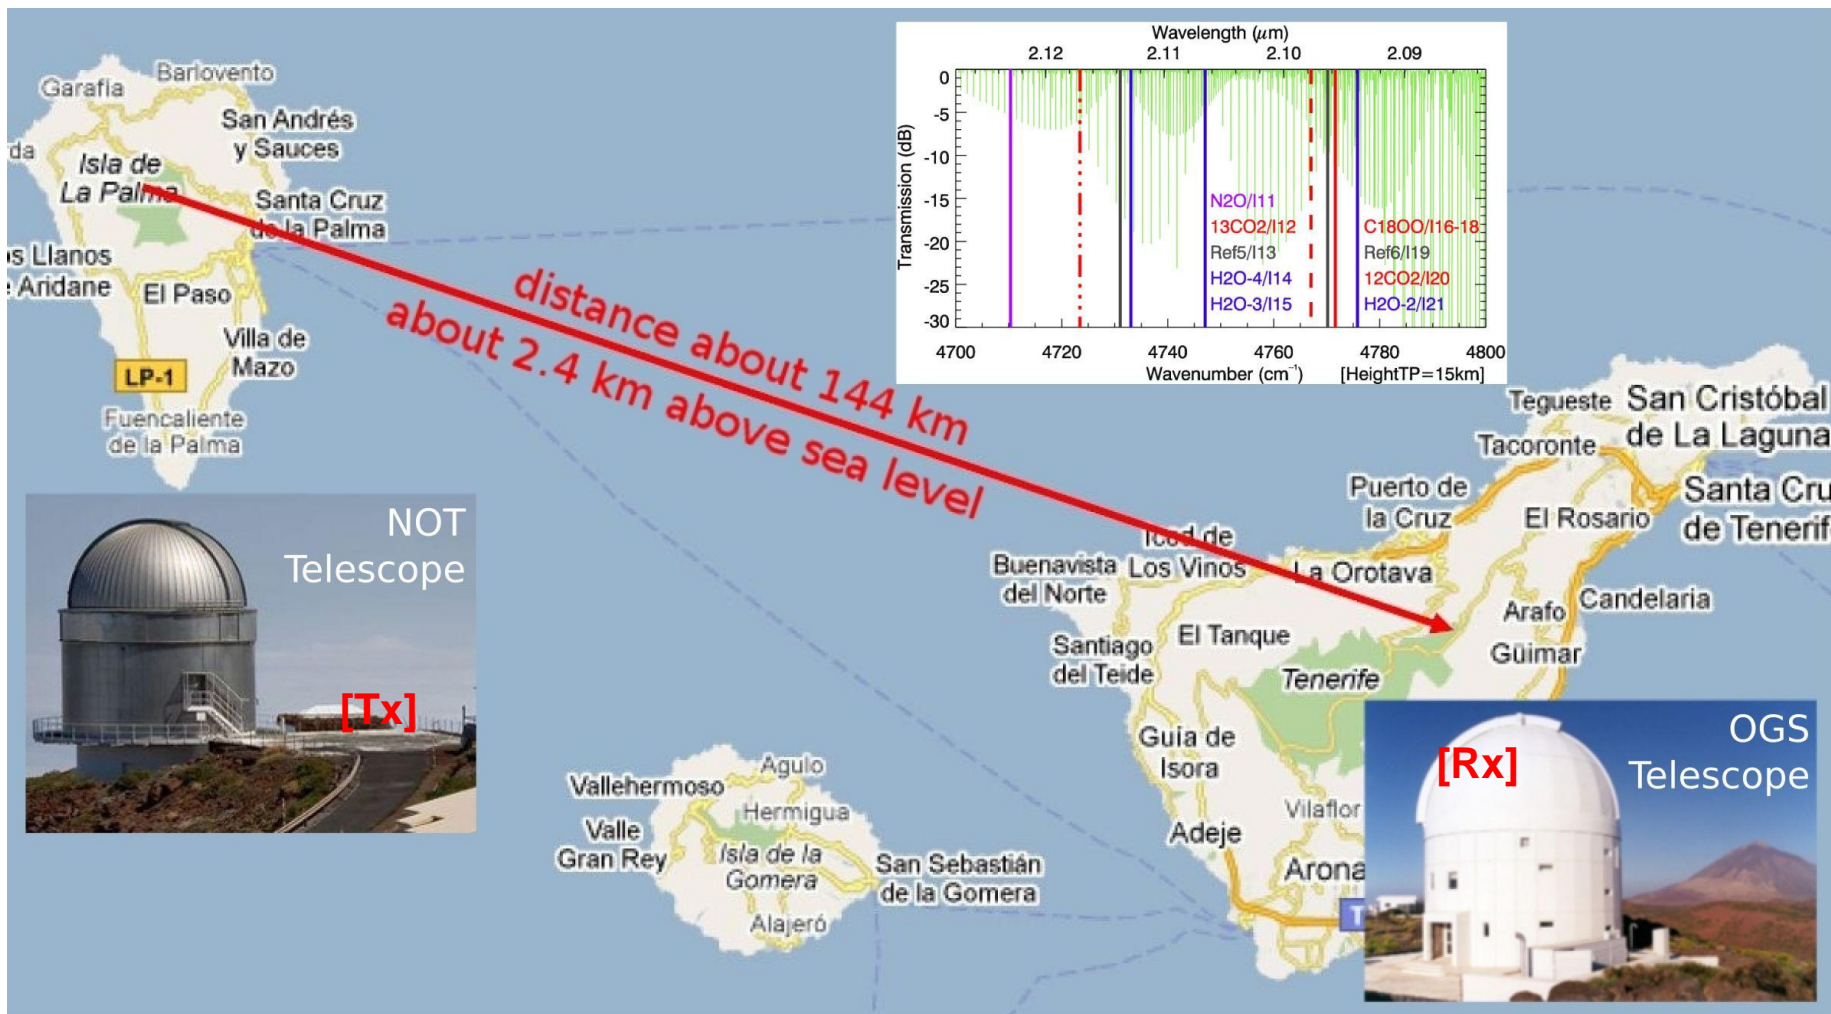 Garafía
Barlovento
San Andrés
y Sauces
da
Isla de
La Palma
Santa Cruz
de la Palma
s Llanos
Aridane
El Paso
Villa de
Mazo
LP-1
Fuencaliente
de la Palma
distance about 144 km
about 2.4 km above sea level
Wavelength (μm)
2.12 2.11 2.10 2.09
Transmission (dB)
0
-5
-10
-15
-20
-25
-30
N2O/I11
13CO2/I12
Ref5/I13
H2O-4/I14
H2O-3/I15
C18OO/I16-18
Ref6/I19
12CO2/I20
H2O-2/I21
4700 4720 4740 4760 4780 4800
Wavenumber (cm⁻¹) [HeightTP=15km]
Tegueste
San Cristóbal
de La Laguna
Tacoronte
Puerto de
la Cruz
Santa Cru
de Tenerif
El Rosario
Icod de
Los Vinos
Buenavista
del Norte
La Orotava
Arafo
Candelaria
El Tanque
Santiago
del Teide
Güimar
Tenerife
Guía de
Isora
Vilaflor
Adeje
Arona
T
NOT
Telescope
[Tx]
OGS
Telescope
[Rx]
Agulo
Vallehermoso
Hermigua
Valle
Gran Rey
Isla de la
Gomera
San Sebastián
de la Gomera
Alajeró